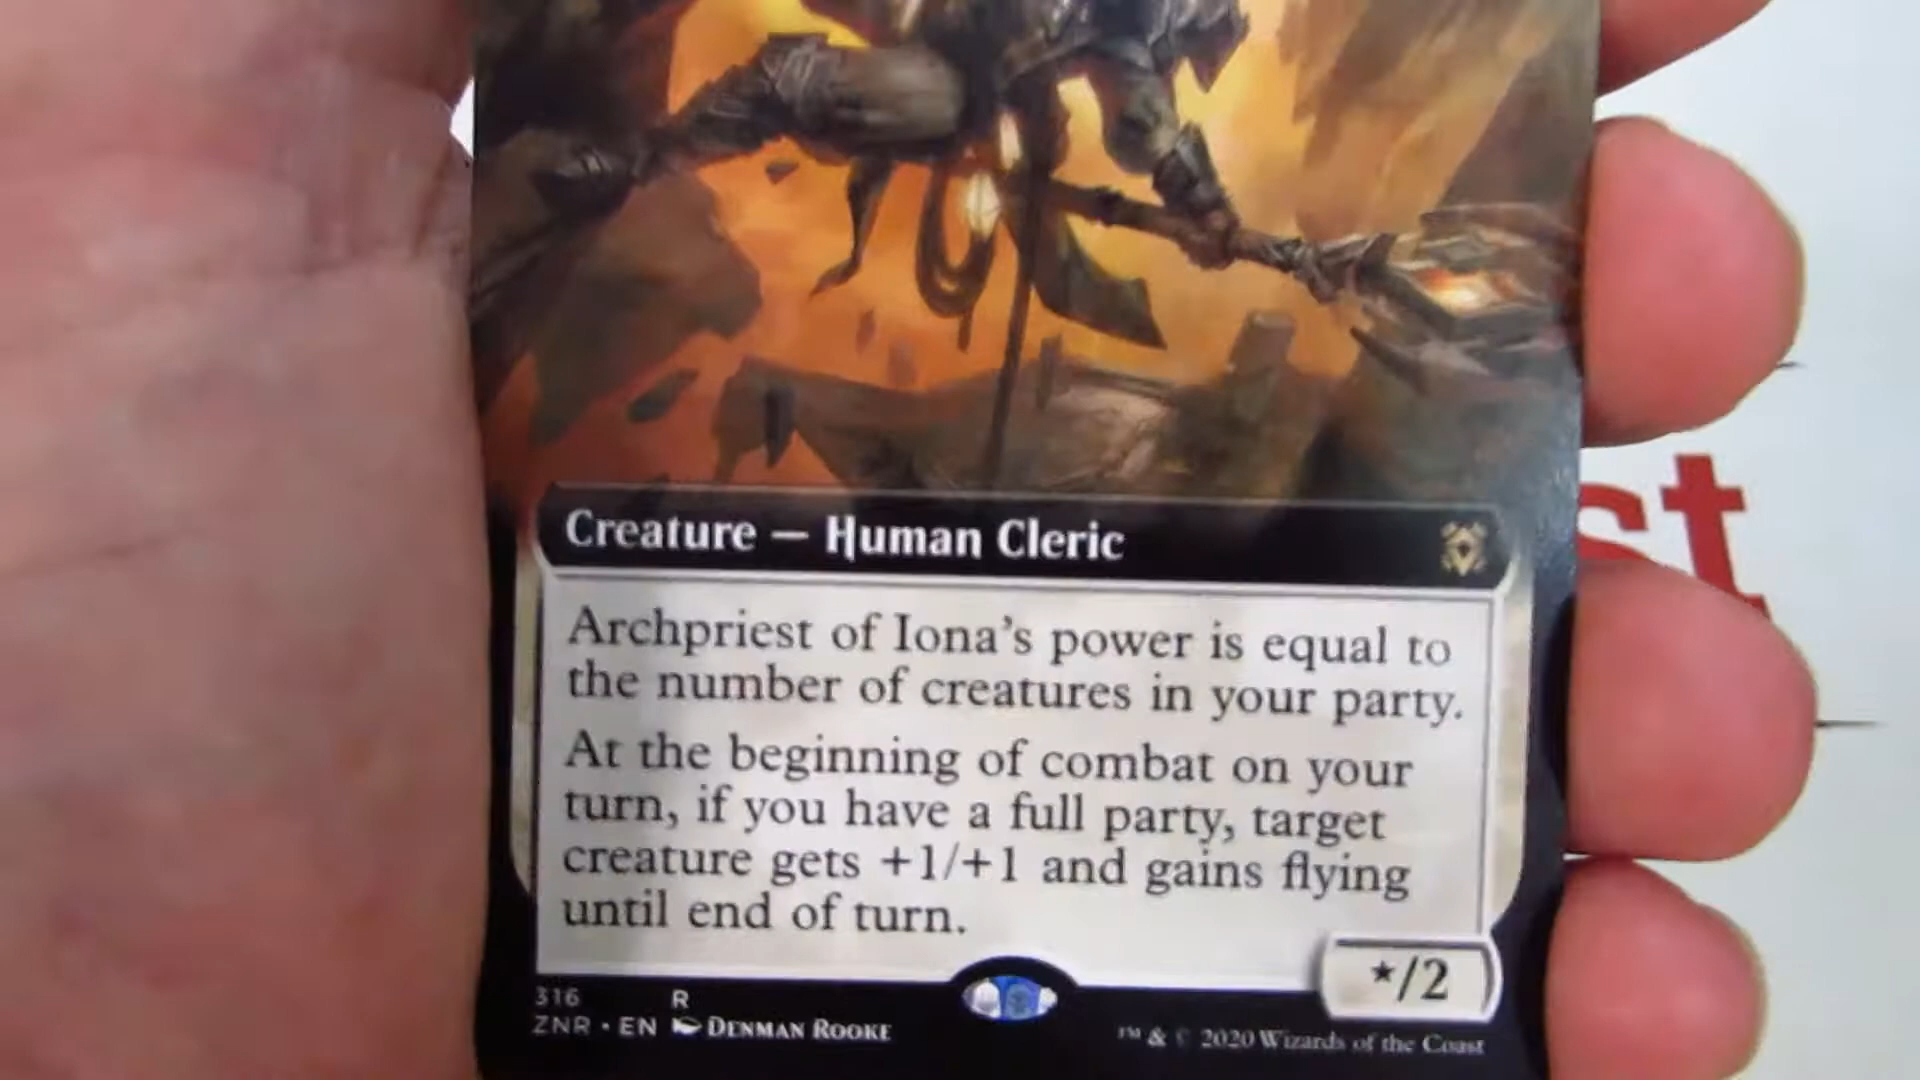 Creature — Human Cleric
Archpriest of Iona's power is equal to
the number of creatures in your party.
At the beginning of combat on your
turn, if you have a full party, target
creature gets +1/+1 and gains flying
until end of turn.
*/2
316 R
ZNR • EN DENMAN ROOKE
™ & © 2020 Wizards of the Coast
st